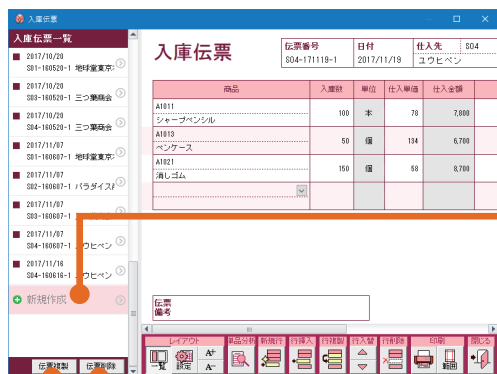 入庫伝票
入庫伝票一覧
2017/10/20
S01-160520-1 地球堂東京
2017/10/20
S03-160520-1 三つ葉商会
2017/10/20
S04-160520-1 三つ葉商会
2017/11/07
S01-160607-1 地球堂東京
2017/11/07
S02-160607-1 パラダイス
2017/11/07
S03-160607-1
2017/11/07
S04-160607-1 ユウヒペン
2017/11/16
S04-160616-1 ユウヒペン
新規作成
伝票複製 伝票削除
入庫伝票
伝票番号 日付 仕入先 S04
S04-171119-1 2017/11/19 ユウヒペン
商品 入庫数 単位 仕入単価 仕入金額
A1011
シャープペンシル 100 本 78 7,800
A1013
ペンケース 50 個 134 6,700
A1021
消しゴム 150 個 58 8,700
伝票
備考
レイアウト 単品分析 新規行 行挿入 行複製 行入替 行削除 印刷 閉じる
一覧 設定 A+ A- 範囲